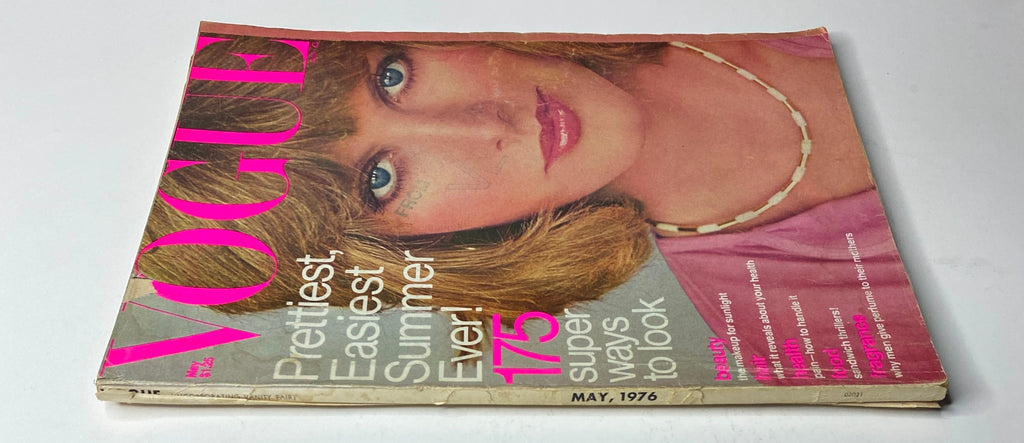 VOGUE
May
$1.25
Prettiest,
Easiest
Summer
Ever!
175
super
ways
to look
beauty
the makeup for sunlight
hair
what it reveals about your health
health
pain—how to handle it
food
sandwich thrillers!
fragrance
why men give perfume to their mothers
FROM
INCORPORATING VANITY FAIR
MAY, 1976
02021